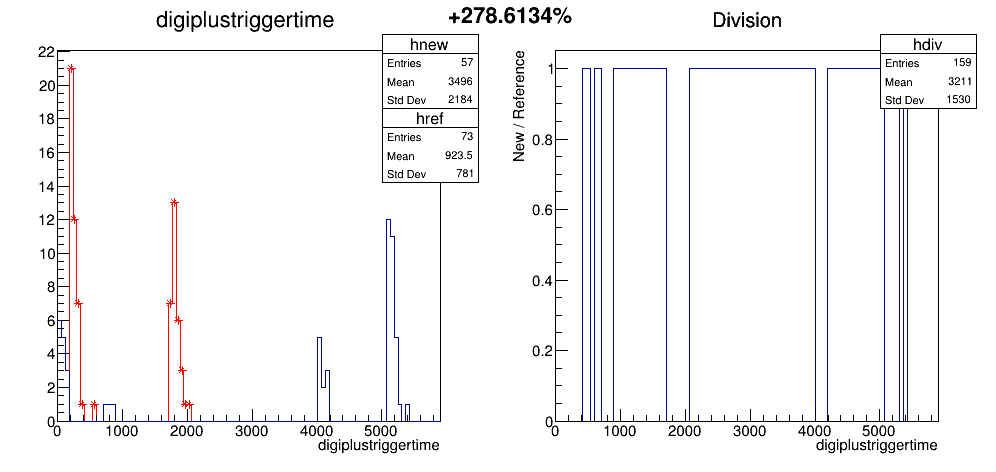 +278.6134%
digiplustriggertime
hnew
Entries 57
Mean 3496
Std Dev 2184
href
Entries 73
Mean 923.5
Std Dev 781
22
20
18
16
14
12
10
8
6
4
2
0
0 1000 2000 3000 4000 5000
digiplustriggertime
Division
hdiv
Entries 159
Mean 3211
Std Dev 1530
New / Reference
1
0.8
0.6
0.4
0.2
0
0 1000 2000 3000 4000 5000
digiplustriggertime